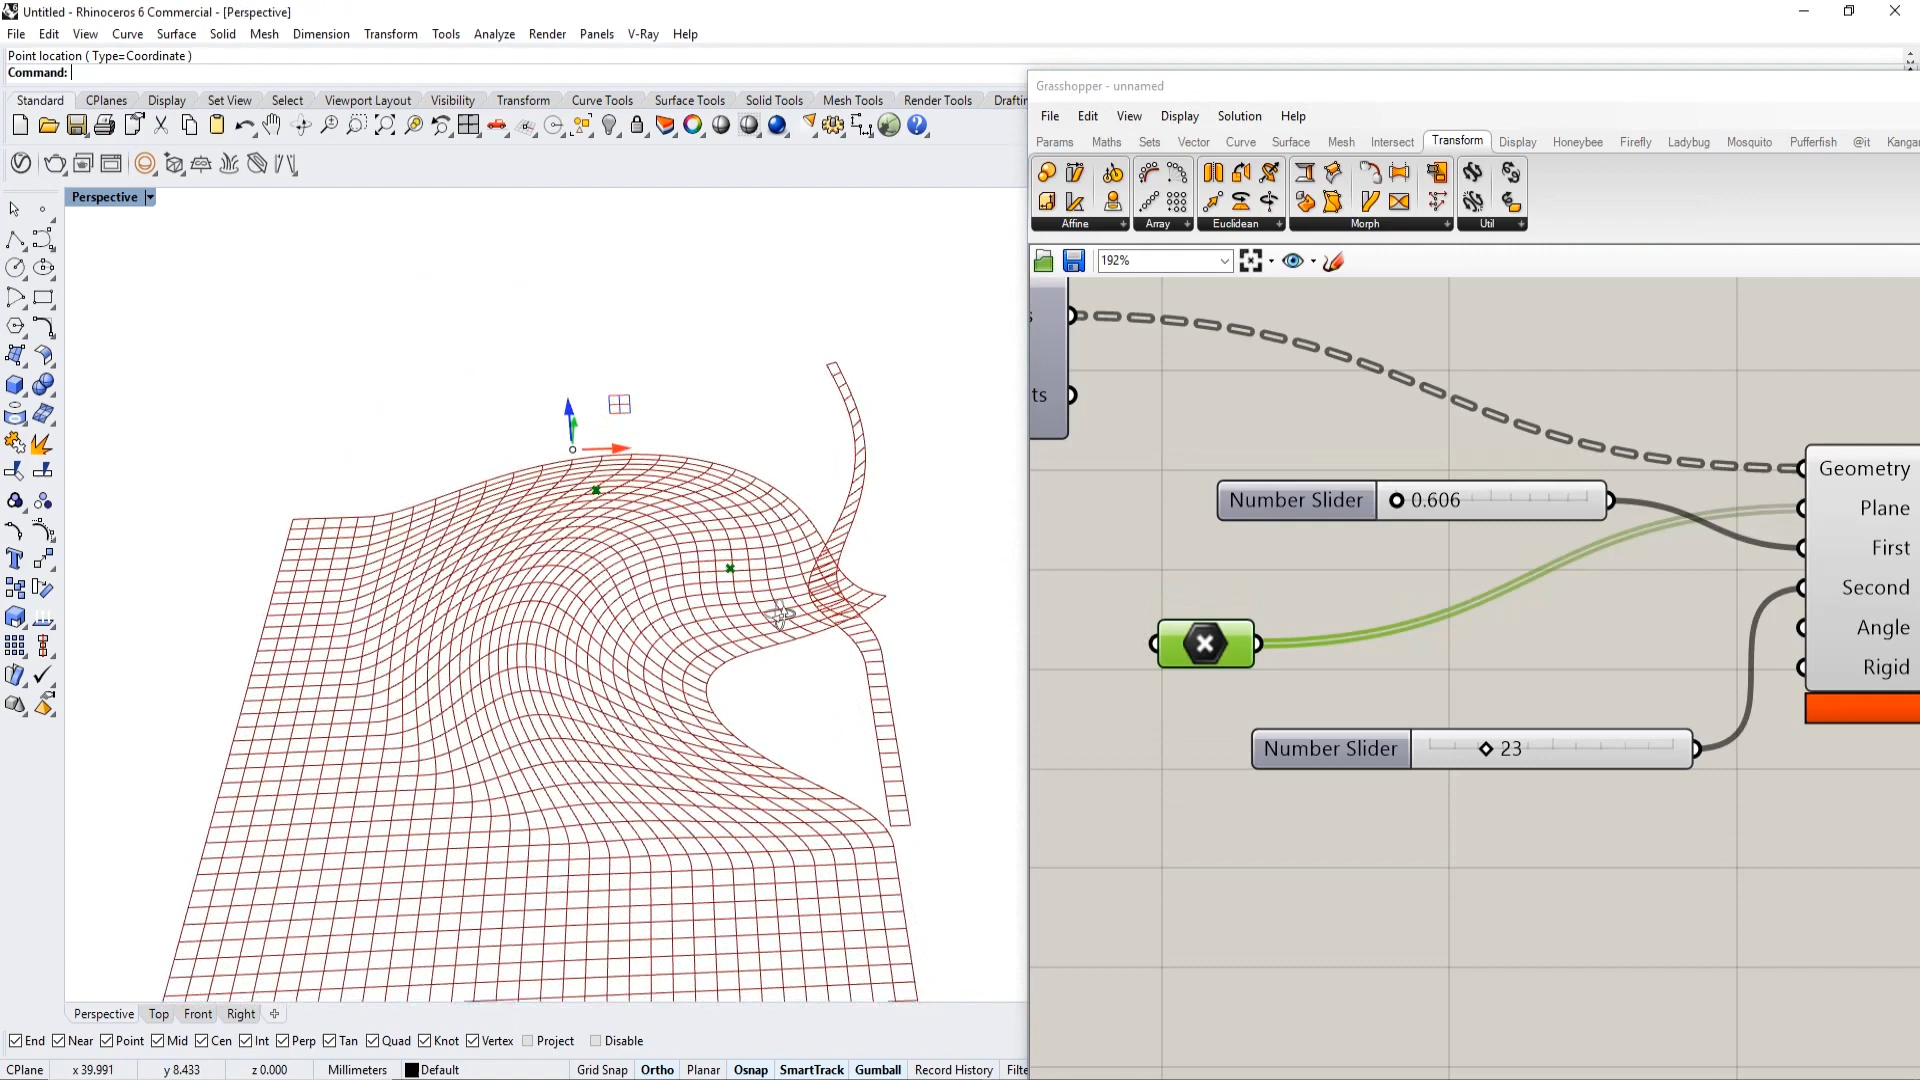 Untitled - Rhinoceros 6 Commercial - [Perspective]
File Edit View Curve Surface Solid Mesh Dimension Transform Tools Analyze Render Panels V-Ray Help
Point location ( Type=Coordinate )
Command:
Standard CPlanes Display Set View Select Viewport Layout Visibility Transform Curve Tools Surface Tools Solid Tools Mesh Tools Render Tools Draftin
Perspective
Grasshopper - unnamed
File Edit View Display Solution Help
Params Maths Sets Vector Curve Surface Mesh Intersect Transform Display Honeybee Firefly Ladybug Mosquito Pufferfish @it Kangar
Affine Array Euclidean Morph Util
192%
s
ts
Geometry
Number Slider 0.606
Plane
First
Second
Angle
Rigid
Number Slider 23
Perspective Top Front Right
End Near Point Mid Cen Int Perp Tan Quad Knot Vertex Project Disable
CPlane x 39.991 y 8.433 z 0.000 Millimeters Default Grid Snap Ortho Planar Osnap SmartTrack Gumball Record History Filte